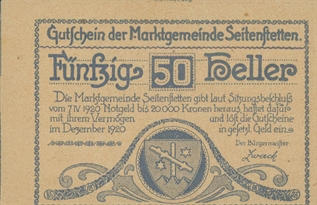 Gutschein der Marktgemeinde Seitenstetten.
Fünfzig 50 Heller
Die Marktgemeinde Seitenstetten gibt laut Sitzungsbeschluß
vom 7.IV. 1920 Notgeld bis 20.000 Kronen heraus, haftet dafür
mit ihrem Vermögen und löst die Gutscheine
im Dezember 1920 in gesetzl. Geld ein.
Der Bürgermeister